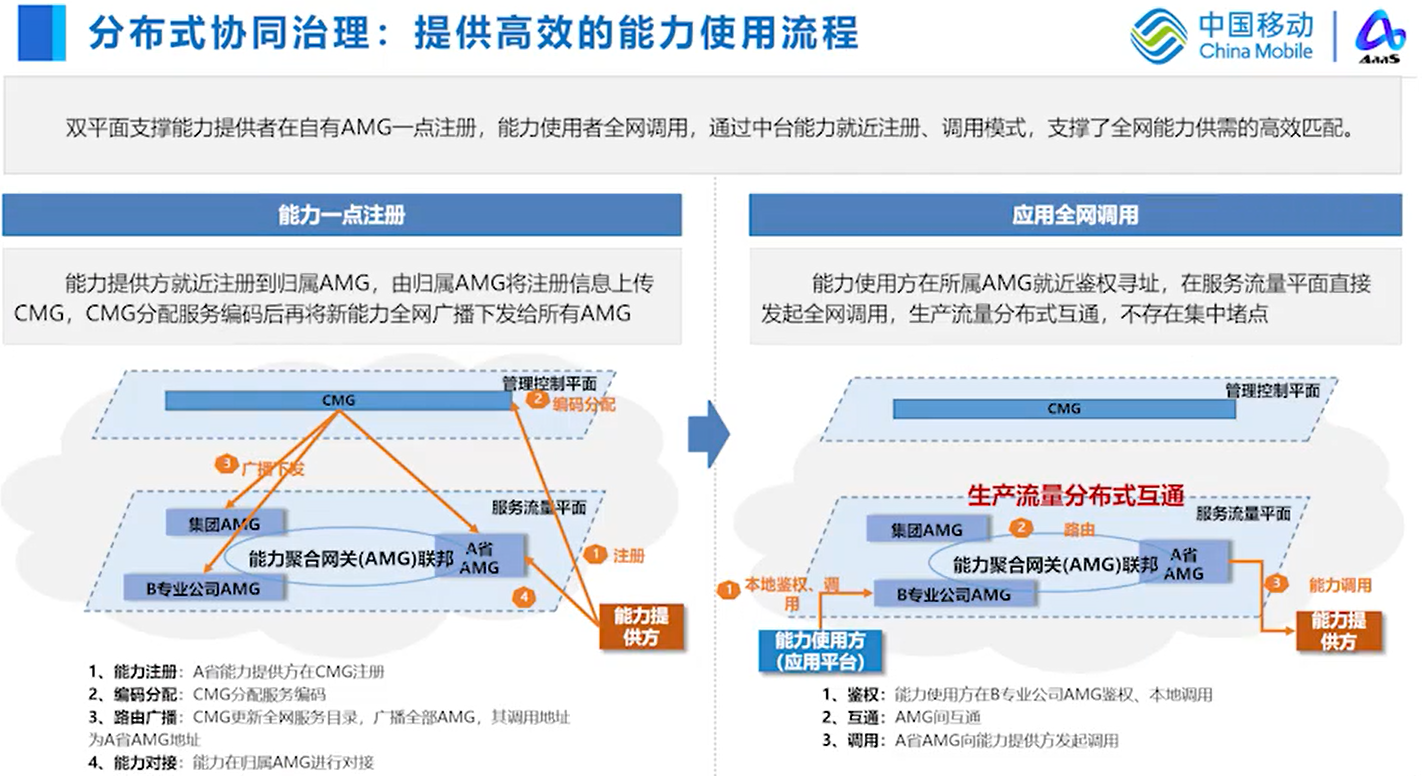 分布式协同治理：提供高效的能力使用流程
中国移动
China Mobile
AaaS
双平面支撑能力提供者在自有AMG一点注册，能力使用者全网调用，通过中台能力就近注册、调用模式，支撑了全网能力供需的高效匹配。
能力一点注册
能力提供方就近注册到归属AMG，由归属AMG将注册信息上传
CMG，CMG分配服务编码后再将新能力全网广播下发给所有AMG
管理控制平面
CMG
2 编码分配
3 广播下发
服务流量平面
集团AMG
能力聚合网关(AMG)联邦
A省
AMG
B专业公司AMG
1 注册
4
能力提
供方
1、能力注册：A省能力提供方在CMG注册
2、编码分配：CMG分配服务编码
3、路由广播：CMG更新全网服务目录，广播全部AMG，其调用地址
为A省AMG地址
4、能力对接：能力在归属AMG进行对接
应用全网调用
能力使用方在所属AMG就近鉴权寻址，在服务流量平面直接
发起全网调用，生产流量分布式互通，不存在集中堵点
管理控制平面
CMG
生产流量分布式互通
服务流量平面
集团AMG
2 路由
能力聚合网关(AMG)联邦
A省
AMG
1 本地鉴权、调
用
B专业公司AMG
3 能力调用
能力提
供方
能力使用方
（应用平台）
1、鉴权：能力使用方在B专业公司AMG鉴权、本地调用
2、互通：AMG间互通
3、调用：A省AMG向能力提供方发起调用